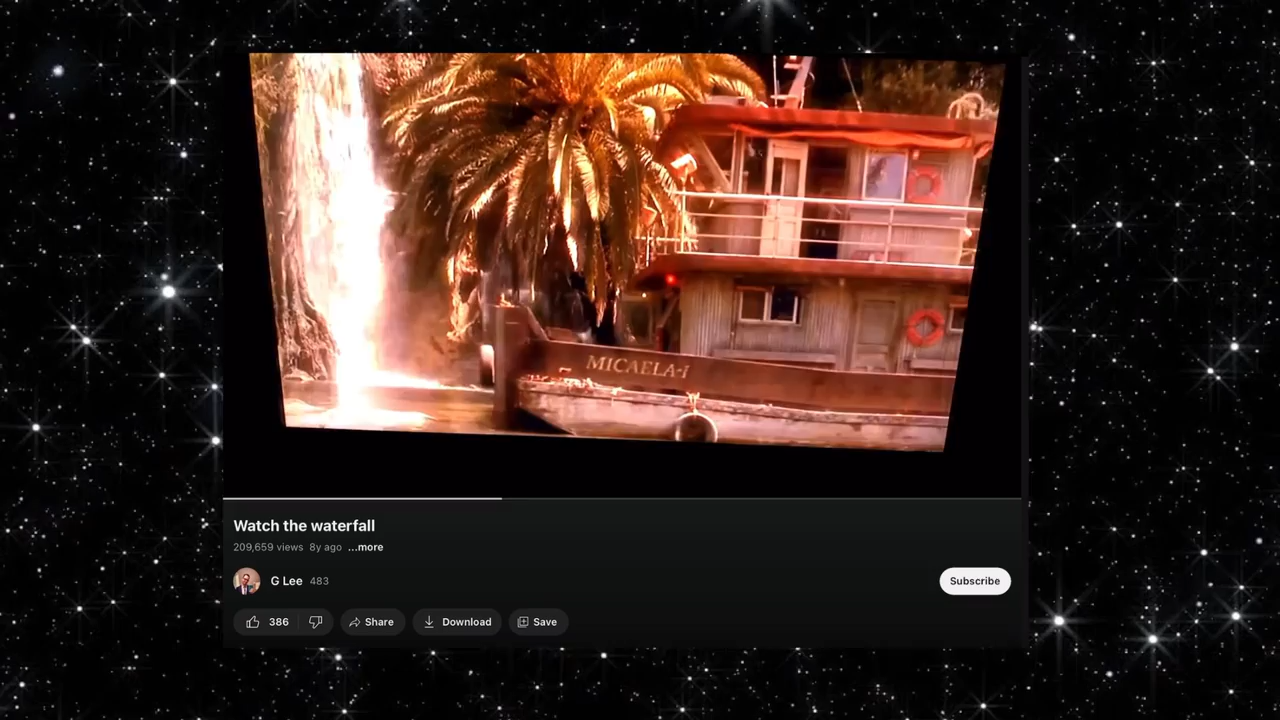 MICAELA-I
Watch the waterfall
209,659 views 8y ago ...more
G Lee 483
Subscribe
386
Share
Download
Save